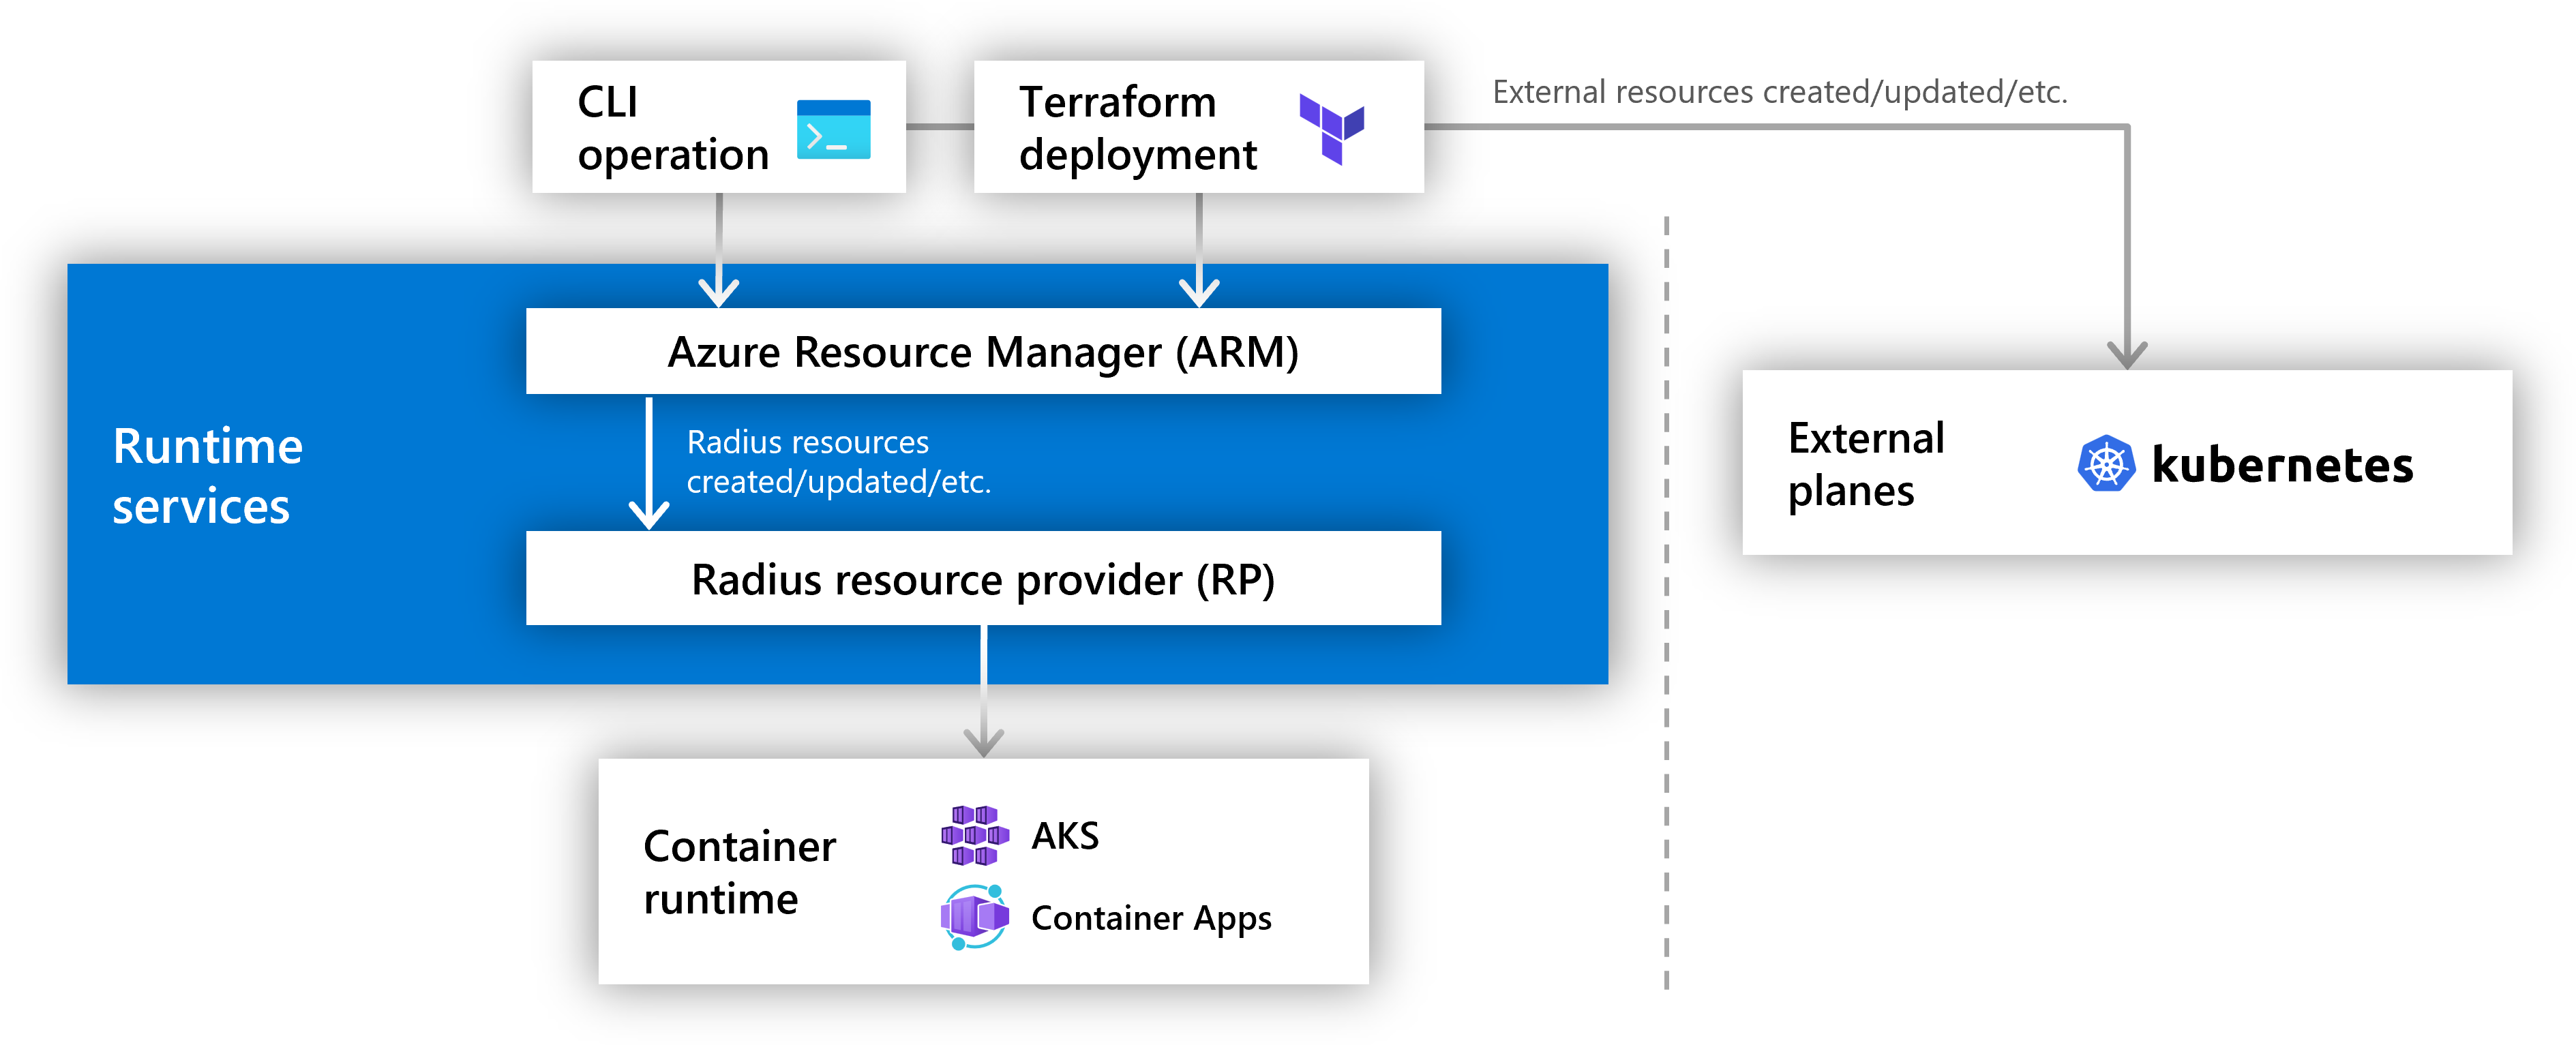 CLI
operation
Terraform
deployment
External resources created/updated/etc.
Azure Resource Manager (ARM)
Runtime
services
Radius resources
created/updated/etc.
Radius resource provider (RP)
External
planes
kubernetes
Container
runtime
AKS
Container Apps